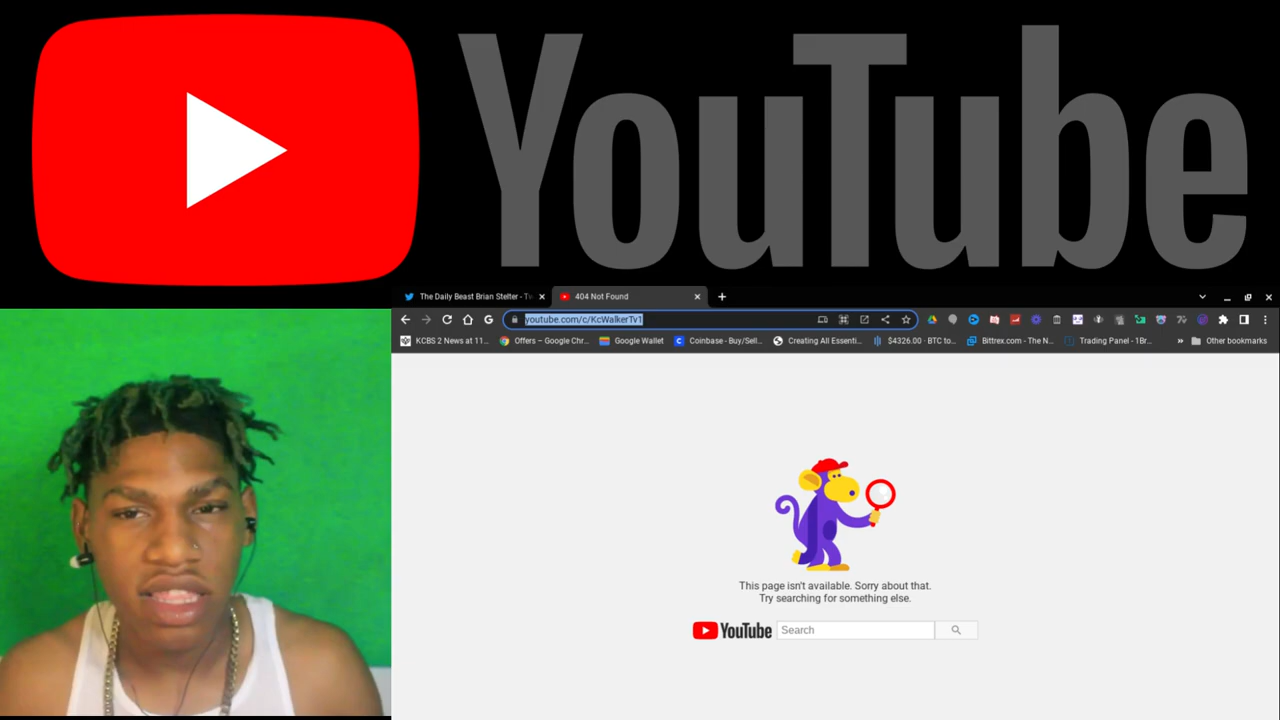 YouTube
The Daily Beast Brian Stelter - Tw
404 Not Found
youtube.com/c/KcWalkerTv1
KCBS 2 News at 11...
Offers – Google Chr...
Google Wallet
Coinbase - Buy/Sell...
Creating All Essenti...
$4326.00 · BTC to...
Bittrex.com - The N...
Trading Panel - 1Br...
Other bookmarks
This page isn't available. Sorry about that.
Try searching for something else.
YouTube
Search